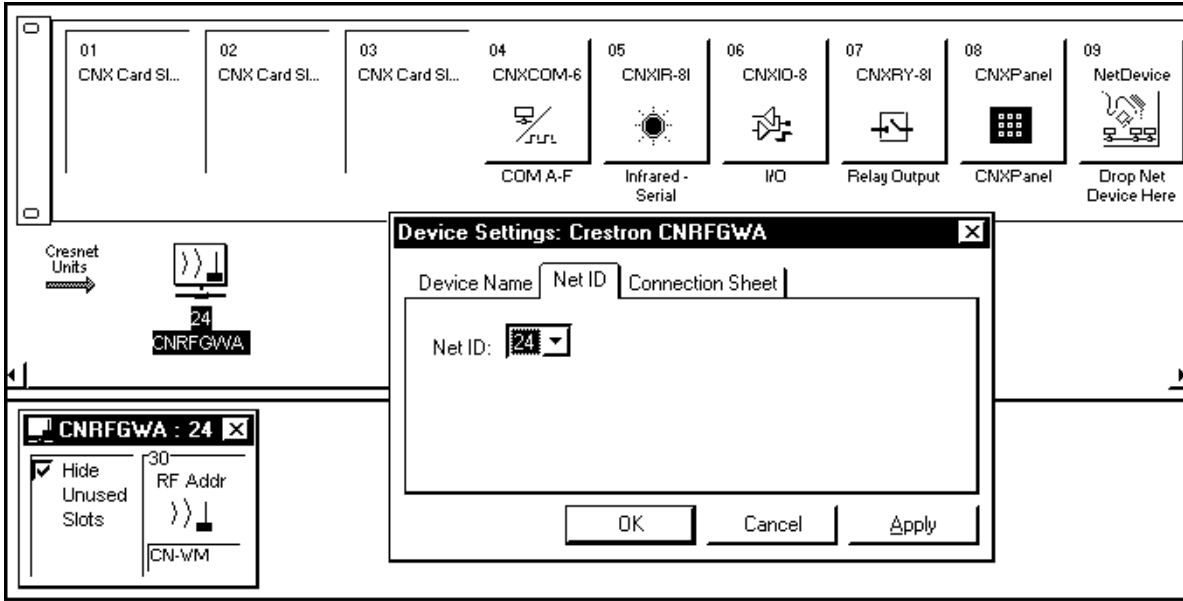 01
CNX Card Sl...
02
CNX Card Sl...
03
CNX Card Sl...
04
CNXCOM-6
COM A-F
05
CNXIR-8I
Infrared -
Serial
06
CNXIO-8
I/O
07
CNXRY-8I
Relay Output
08
CNXPanel
CNXPanel
09
NetDevice
Drop Net
Device Here
Cresnet
Units
24
CNRFGWA
Device Settings: Crestron CNRFGWA
Device Name
Net ID
Connection Sheet
Net ID:
24
OK
Cancel
Apply
CNRFGWA : 24
Hide
Unused
Slots
30
RF Addr
CN-WM